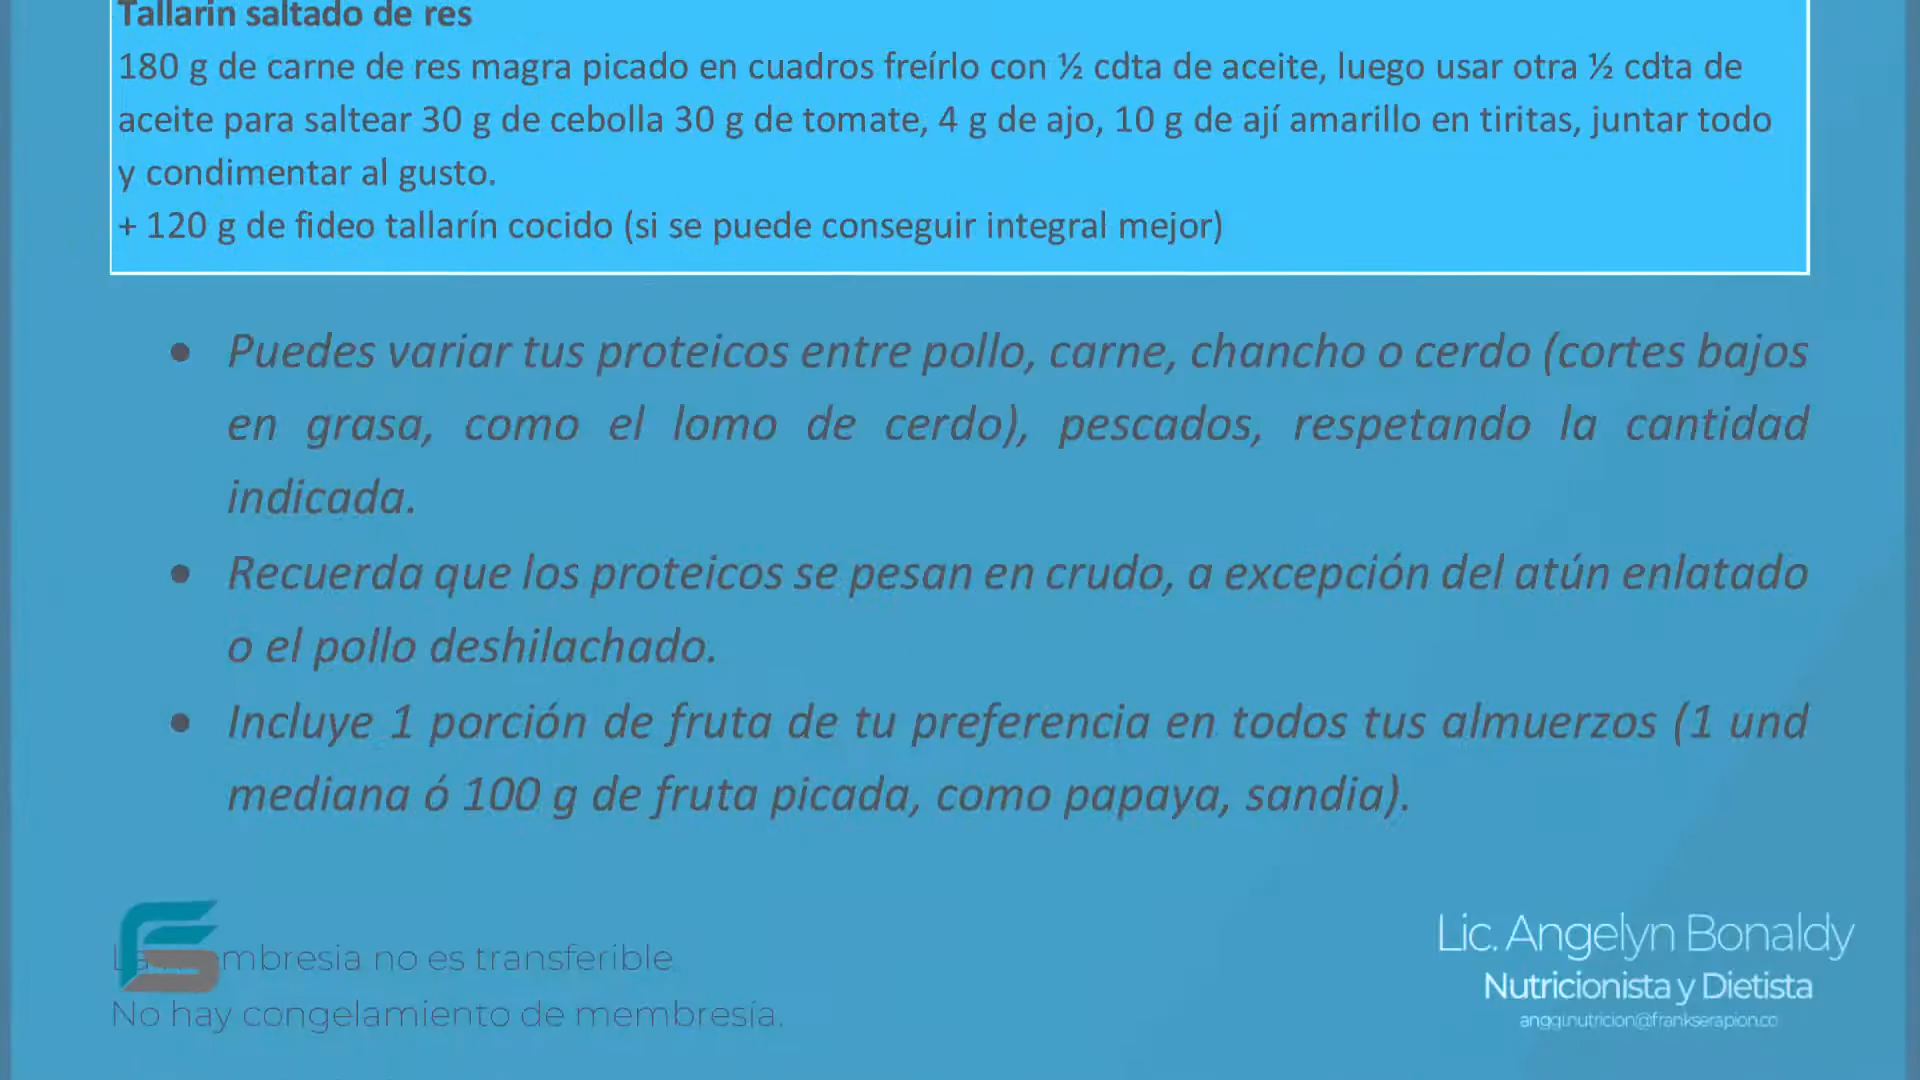 Tallarín saltado de res
180 g de carne de res magra picado en cuadros freírlo con ½ cdta de aceite, luego usar otra ½ cdta de
aceite para saltear 30 g de cebolla 30 g de tomate, 4 g de ajo, 10 g de ají amarillo en tiritas, juntar todo
y condimentar al gusto.
+ 120 g de fideo tallarín cocido (si se puede conseguir integral mejor)
• Puedes variar tus proteicos entre pollo, carne, chancho o cerdo (cortes bajos
en grasa, como el lomo de cerdo), pescados, respetando la cantidad
indicada.
• Recuerda que los proteicos se pesan en crudo, a excepción del atún enlatado
o el pollo deshilachado.
• Incluye 1 porción de fruta de tu preferencia en todos tus almuerzos (1 und
mediana ó 100 g de fruta picada, como papaya, sandia).
no es transferible
No hay congelamiento de membresía.
Lic. Angelyn Bonaldy
Nutricionista y Dietista
angginutricion@frankserapion.co